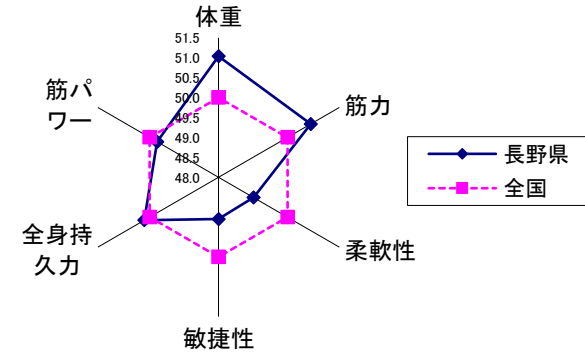 体重
51.5
51.0
50.5
50.0
49.5
49.0
48.5
48.0
筋力
柔軟性
敏捷性
全身持
久力
筋パ
ワー
長野県
全国